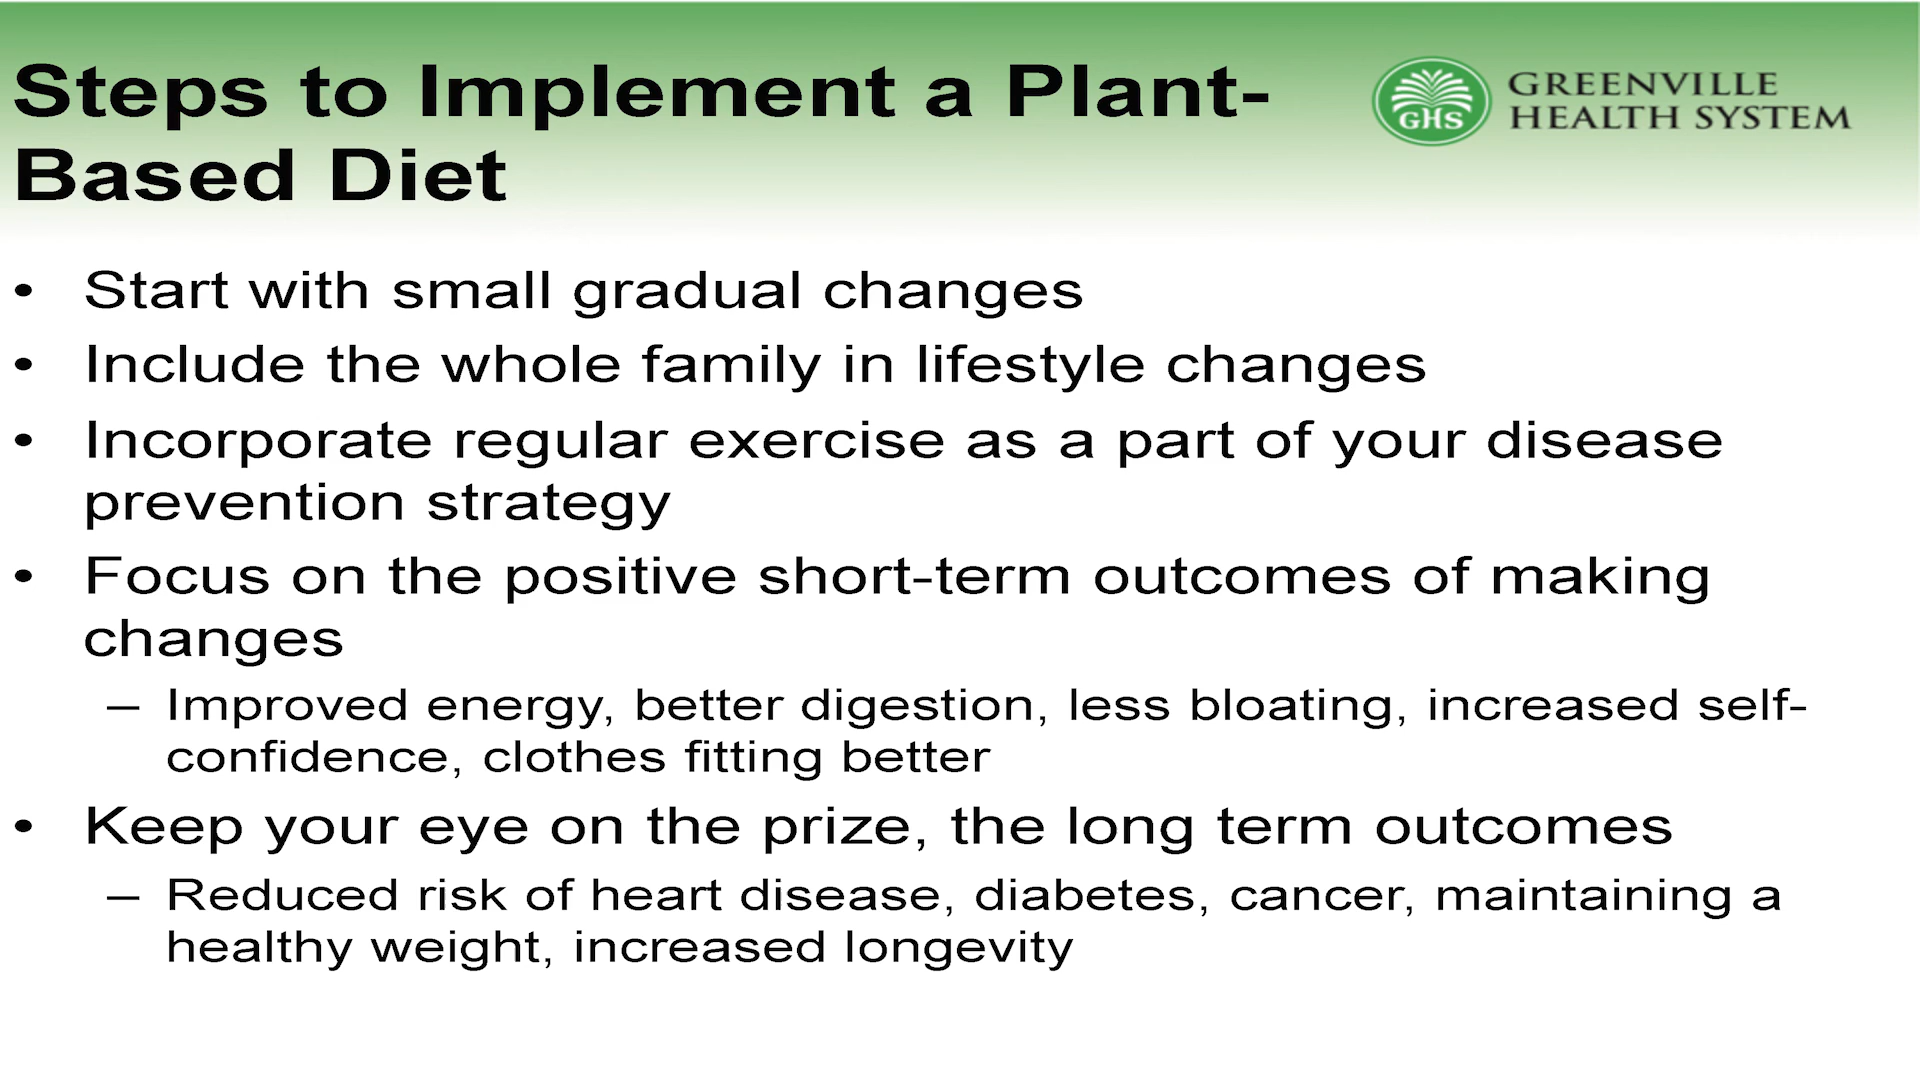 Steps to Implement a Plant-
Based Diet
GHS
GREENVILLE
HEALTH SYSTEM
• Start with small gradual changes
• Include the whole family in lifestyle changes
• Incorporate regular exercise as a part of your disease
prevention strategy
• Focus on the positive short-term outcomes of making
changes
– Improved energy, better digestion, less bloating, increased self-
confidence, clothes fitting better
• Keep your eye on the prize, the long term outcomes
– Reduced risk of heart disease, diabetes, cancer, maintaining a
healthy weight, increased longevity